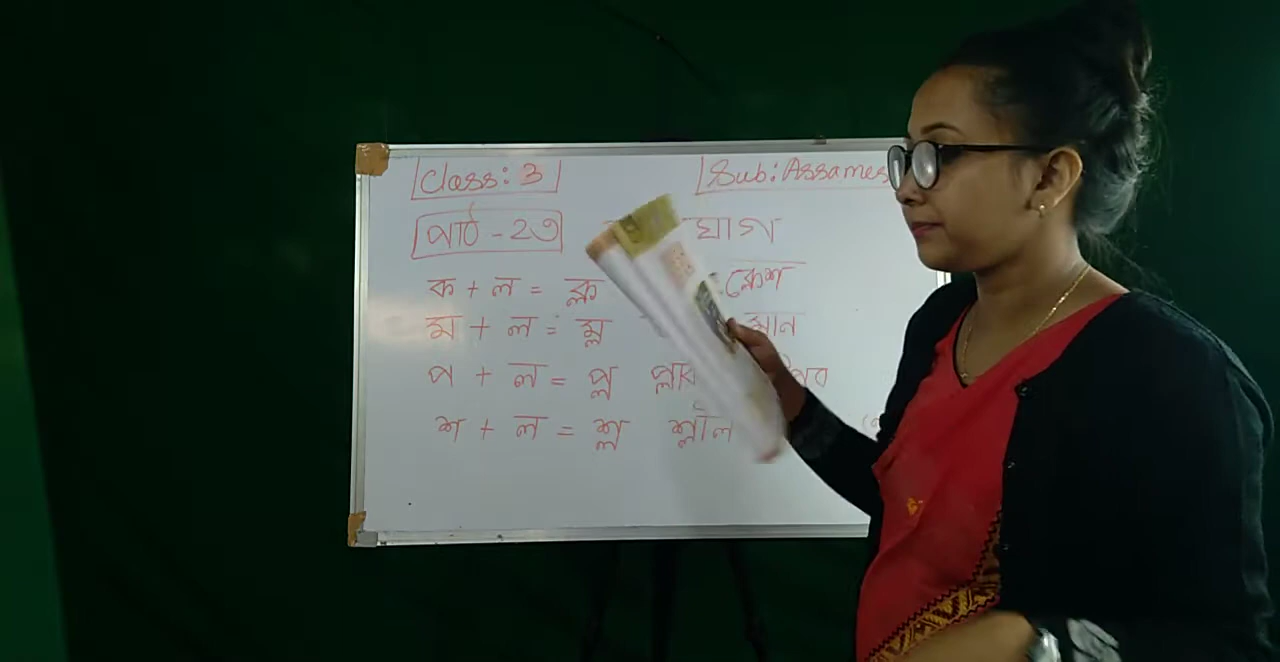 Class: 3 Sub: Assames
পাঠ - ২৩ যোগ
ক + ল = ক্ল ক্লেশ
ম + ল = ম্ল ম্লান
প + ল = প্ল
শ + ল = শ্ল শ্লীল